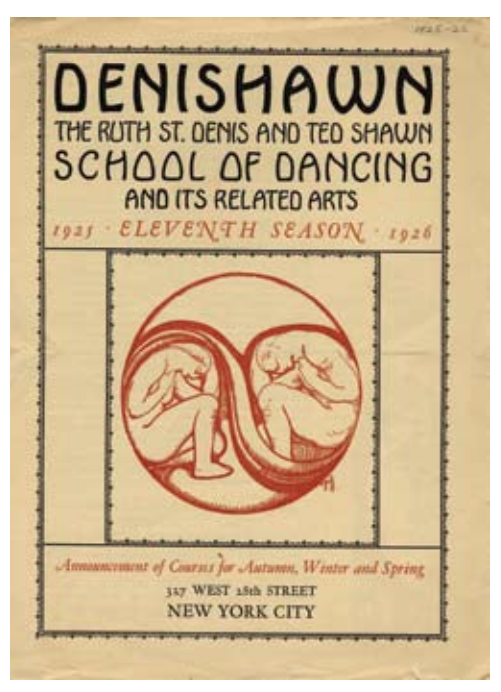 1925-26
DENISHAWN
THE RUTH ST. DENIS AND TED SHAWN
SCHOOL OF DANCING
AND ITS RELATED ARTS
1925 · ELEVENTH SEASON · 1926
Announcement of Courses for Autumn, Winter and Spring
327 WEST 28th STREET
NEW YORK CITY